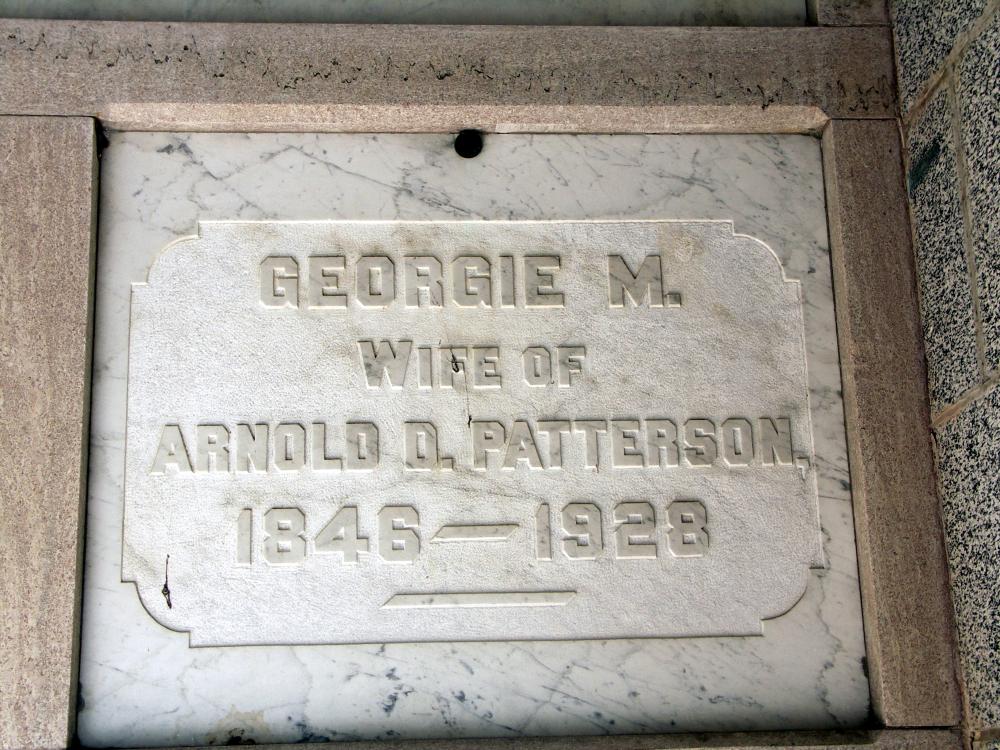 GEORGIE M.
WIFE OF
ARNOLD D. PATTERSON,
1846—1928